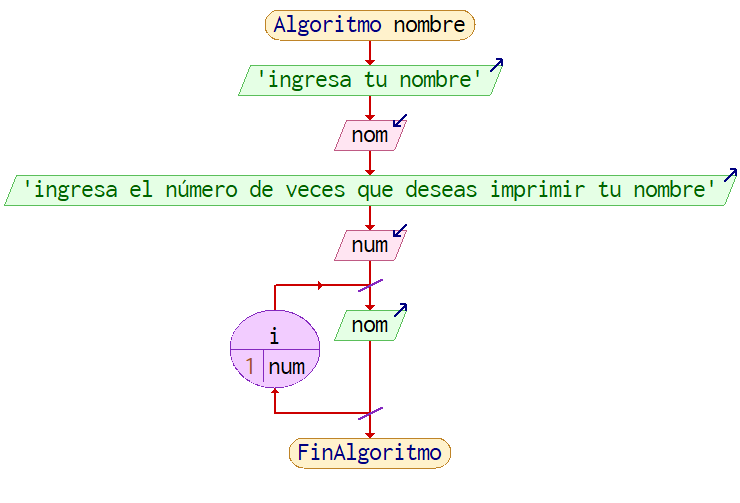 Algoritmo nombre
'ingresa tu nombre'
nom
'ingresa el número de veces que deseas imprimir tu nombre'
num
i
1 num
nom
FinAlgoritmo